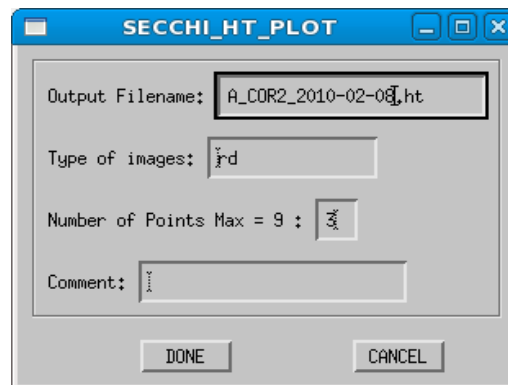 SECCHI_HT_PLOT
Output Filename: A_COR2_2010-02-08.ht
Type of images: rd
Number of Points Max = 9 : 3
Comment:
DONE CANCEL